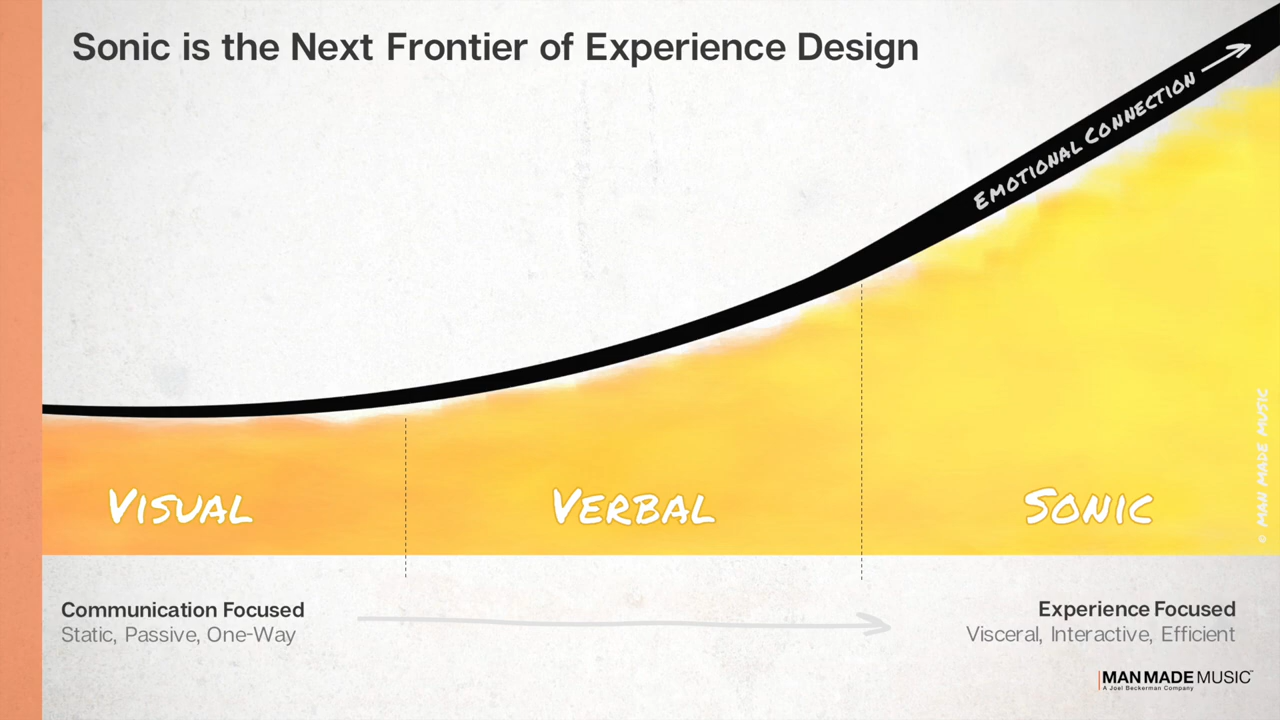 Sonic is the Next Frontier of Experience Design
EMOTIONAL CONNECTION
VISUAL
VERBAL
SONIC
© MAN MADE MUSIC
Communication Focused
Static, Passive, One-Way
Experience Focused
Visceral, Interactive, Efficient
MAN MADE MUSIC™
A Joel Beckerman Company